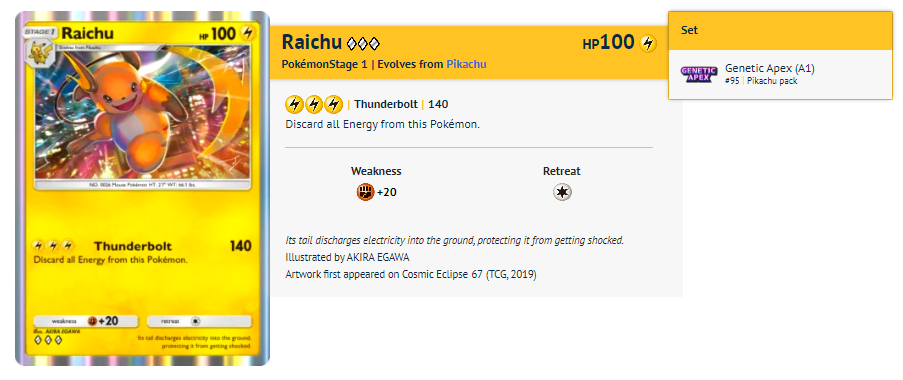 STAGE 1 Raichu HP 100
Evolves from Pikachu
NO. 0026 Mouse Pokémon HT: 2'7" WT: 66.1 lbs.
Thunderbolt 140
Discard all Energy from this Pokémon.
weakness +20 retreat
Illus. AKIRA EGAWA
Its tail discharges electricity into the ground,
protecting it from getting shocked.
Raichu HP100
PokémonStage 1 | Evolves from Pikachu
| Thunderbolt | 140
Discard all Energy from this Pokémon.
Weakness Retreat
+20
Its tail discharges electricity into the ground, protecting it from getting shocked.
Illustrated by AKIRA EGAWA
Artwork first appeared on Cosmic Eclipse 67 (TCG, 2019)
Set
GENETIC APEX
Genetic Apex (A1)
#95 | Pikachu pack